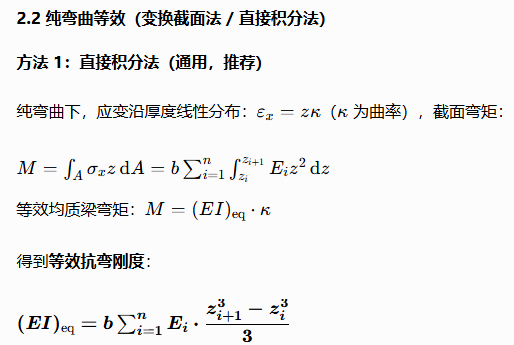 2.2 纯弯曲等效（变换截面法 / 直接积分法）
方法 1：直接积分法（通用，推荐）
纯弯曲下，应变沿厚度线性分布：$\varepsilon_x = z\kappa$（$\kappa$ 为曲率），截面弯矩：
$M = \int_A \sigma_x z \, \mathrm{d}A = b \sum_{i=1}^{n} \int_{z_i}^{z_{i+1}} E_i z^2 \, \mathrm{d}z$
等效均质梁弯矩：$M = (EI)_{\mathrm{eq}} \cdot \kappa$
得到等效抗弯刚度：
$(EI)_{\mathrm{eq}} = b \sum_{i=1}^{n} E_i \cdot \dfrac{z_{i+1}^3 - z_i^3}{3}$